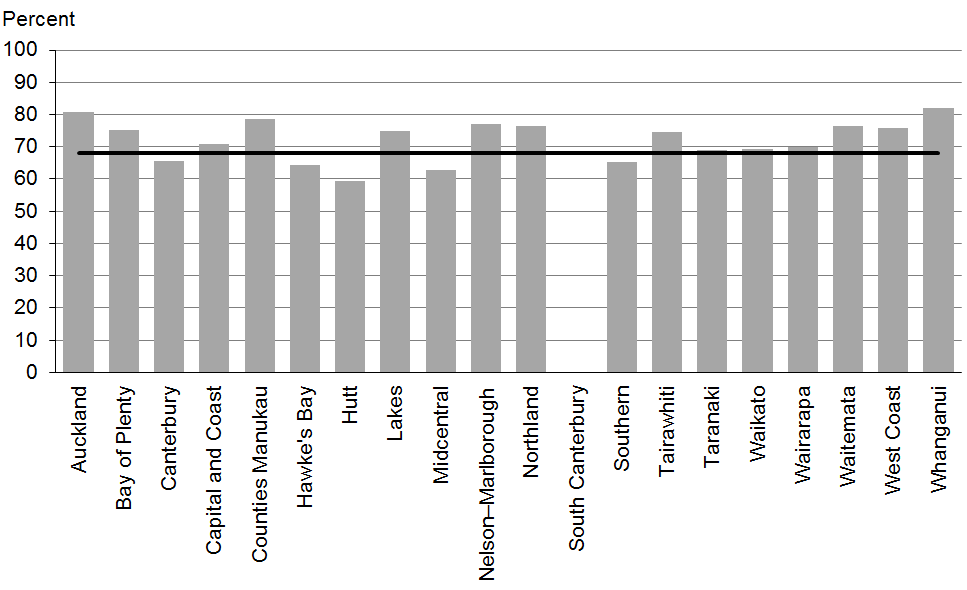 Percent
100
90
80
70
60
50
40
30
20
10
0
Auckland
Bay of Plenty
Canterbury
Capital and Coast
Counties Manukau
Hawke's Bay
Hutt
Lakes
Midcentral
Nelson–Marlborough
Northland
South Canterbury
Southern
Tairawhiti
Taranaki
Waikato
Wairarapa
Waitemata
West Coast
Whanganui